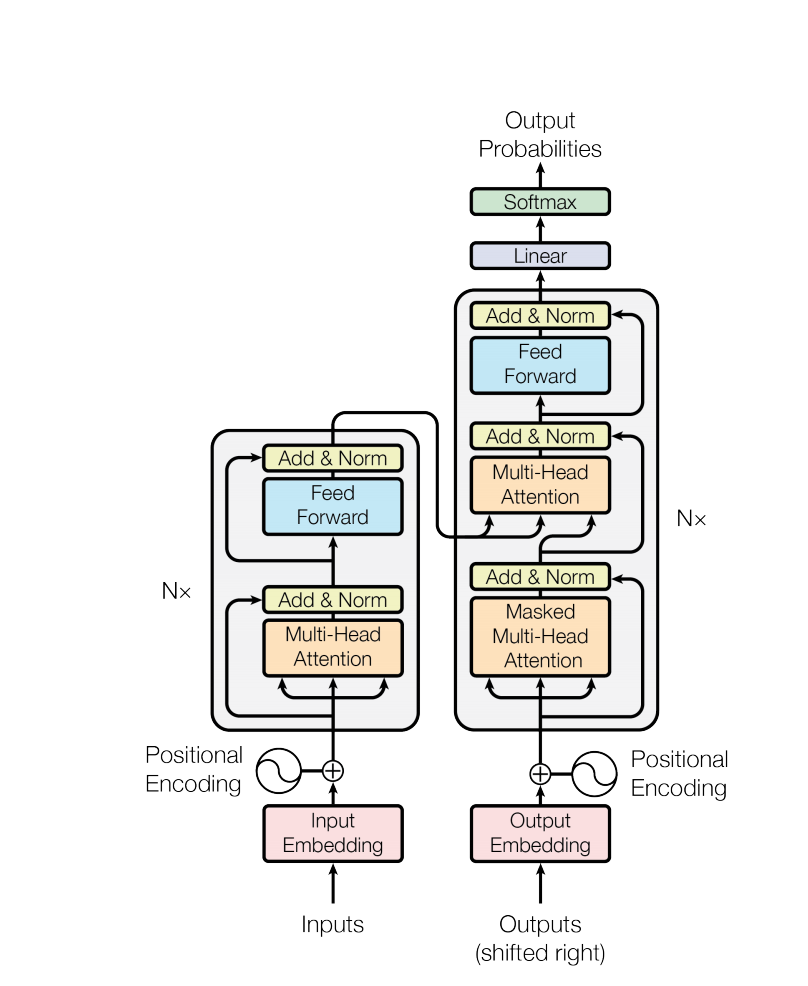 Output
Probabilities
Softmax
Linear
Add & Norm
Feed
Forward
Add & Norm
Multi-Head
Attention
Add & Norm
Masked
Multi-Head
Attention
N×
Add & Norm
Feed
Forward
Add & Norm
Multi-Head
Attention
N×
Positional
Encoding
Positional
Encoding
Input
Embedding
Output
Embedding
Inputs
Outputs
(shifted right)